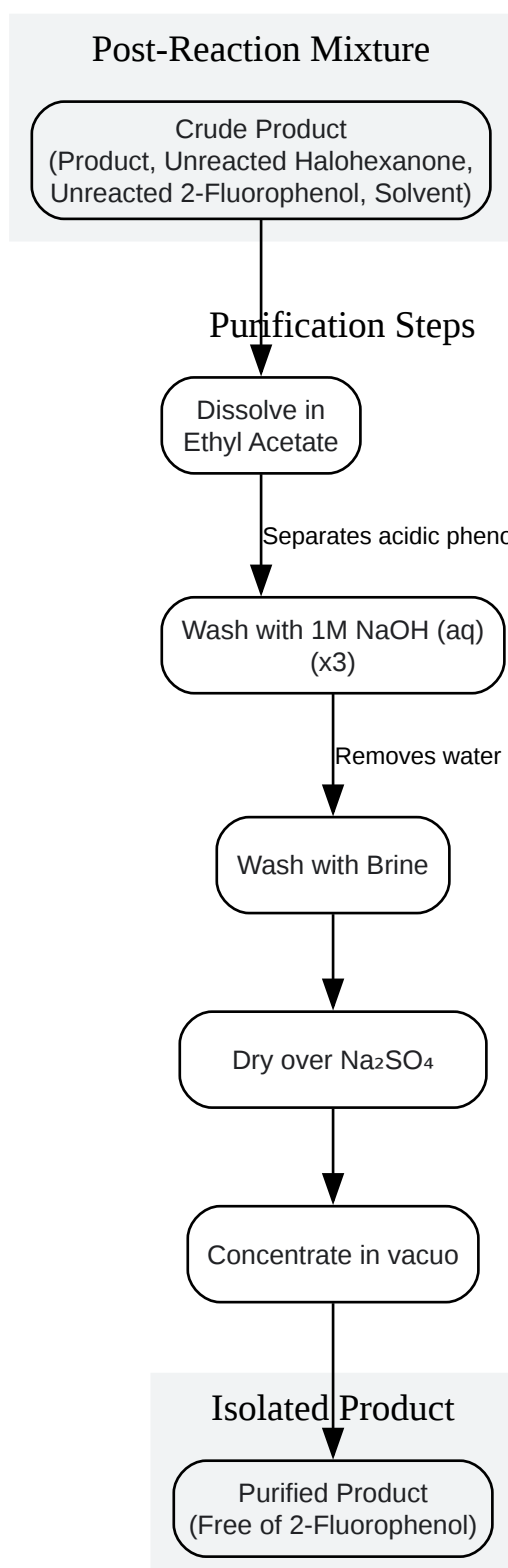 Post-Reaction Mixture
Crude Product
(Product, Unreacted Halohexanone,
Unreacted 2-Fluorophenol, Solvent)
Purification Steps
Dissolve in
Ethyl Acetate
Separates acidic pheno
Wash with 1M NaOH (aq)
(x3)
Removes water
Wash with Brine
Dry over Na₂SO₄
Concentrate in vacuo
Isolated Product
Purified Product
(Free of 2-Fluorophenol)